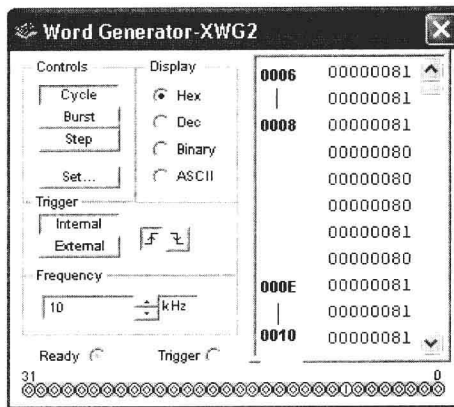 Word Generator-XWG2
Controls
Cycle
Burst
Step
Set...
Display
Hex
Dec
Binary
ASCII
Trigger
Internal
External
Frequency
10 kHz
Ready Trigger
0006 00000081
00000081
0008 00000081
00000080
00000080
00000080
00000081
00000080
000E 00000081
00000081
0010 00000081
31 0